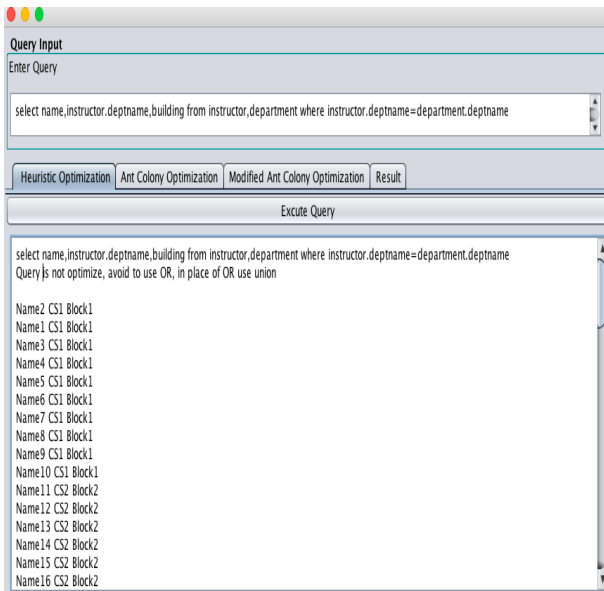 Query Input
Enter Query
select name,instructor.deptname,building from instructor,department where instructor.deptname=department.deptname
Heuristic Optimization Ant Colony Optimization Modified Ant Colony Optimization Result
Excute Query
select name,instructor.deptname,building from instructor,department where instructor.deptname=department.deptname
Query is not optimize, avoid to use OR, in place of OR use union
Name2 CS1 Block1
Name1 CS1 Block1
Name3 CS1 Block1
Name4 CS1 Block1
Name5 CS1 Block1
Name6 CS1 Block1
Name7 CS1 Block1
Name8 CS1 Block1
Name9 CS1 Block1
Name10 CS1 Block1
Name11 CS2 Block2
Name12 CS2 Block2
Name13 CS2 Block2
Name14 CS2 Block2
Name15 CS2 Block2
Name16 CS2 Block2